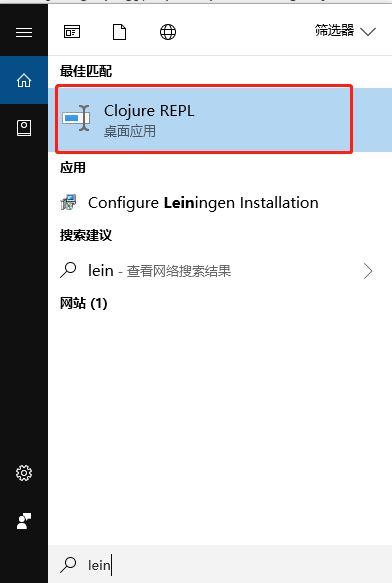 筛选器
最佳匹配
Clojure REPL
桌面应用
应用
Configure Leiningen Installation
搜索建议
lein - 查看网络搜索结果
网站 (1)
lein